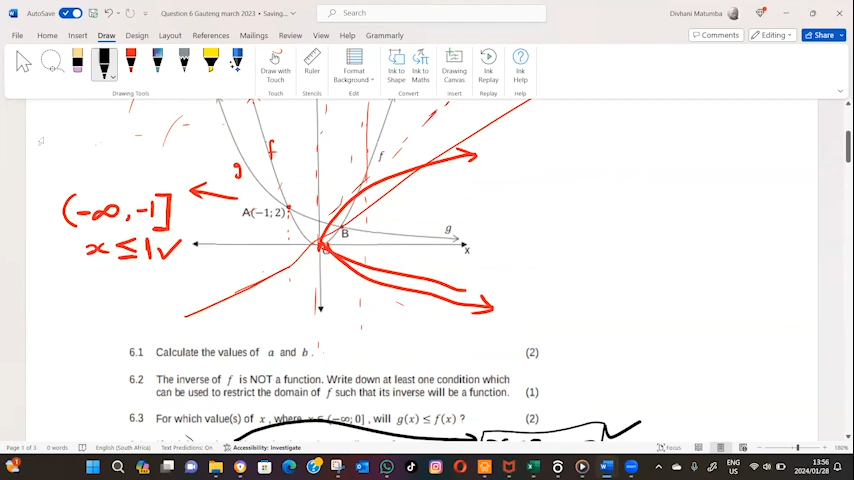 AutoSave
Question 6 Gauteng march 2023 • Saving...
Search
Divhani Matumba
File Home Insert Draw Design Layout References Mailings Review View Help Grammarly
Comments Editing Share
Draw with Touch
Ruler
Format Background
Ink to Shape
Ink to Maths
Drawing Canvas
Ink Replay
Ink Help
Drawing Tools Touch Stencils Edit Convert Insert Replay Help
f
f
g
(-∞, -1]
A(−1; 2)
x ≤ 1 ✓
B
g
x
6.1 Calculate the values of a and b. (2)
6.2 The inverse of f is NOT a function. Write down at least one condition which
can be used to restrict the domain of f such that its inverse will be a function. (1)
6.3 For which value(s) of x, where x ∈ (−∞; 0], will g(x) ≤ f(x) ? (2)
Page 1 of 3 0 words English (South Africa) Text Predictions: On Accessibility: Investigate Focus 180%
ENG
US
13:56
2024/01/28